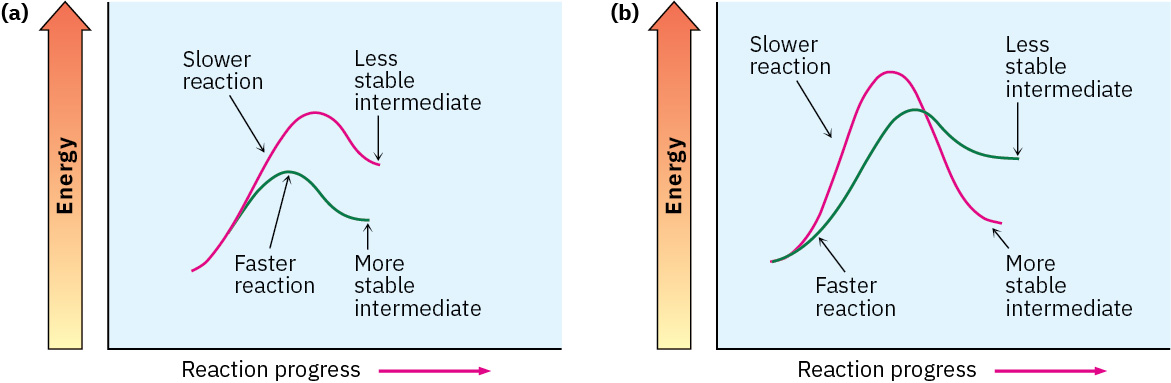 (a)
Energy
Slower
reaction
Less
stable
intermediate
Faster
reaction
More
stable
intermediate
Reaction progress
(b)
Energy
Slower
reaction
Less
stable
intermediate
Faster
reaction
More
stable
intermediate
Reaction progress